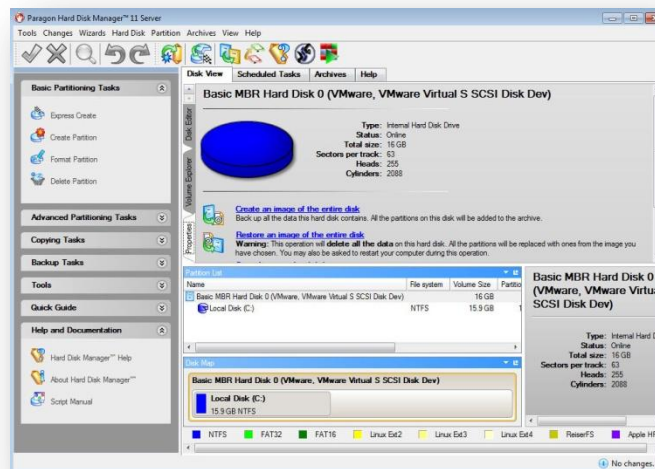 Paragon Hard Disk Manager™ 11 Server
Tools Changes Wizards Hard Disk Partition Archives View Help
Basic Partitioning Tasks
Express Create
Create Partition
Format Partition
Delete Partition
Advanced Partitioning Tasks
Copying Tasks
Backup Tasks
Tools
Quick Guide
Help and Documentation
Hard Disk Manager™ Help
About Hard Disk Manager™
Script Manual
Disk View Scheduled Tasks Archives Help
Disk Editor
Volume Explorer
Properties
Basic MBR Hard Disk 0 (VMware, VMware Virtual S SCSI Disk Dev)
Type: Internal Hard Disk Drive
Status: Online
Total size: 16 GB
Sectors per track: 63
Heads: 255
Cylinders: 2088
Create an image of the entire disk
Back up all the data this hard disk contains. All the partitions on this disk will be added to the archive.
Restore an image of the entire disk
Warning: This operation will delete all the data on this hard disk. All the partitions will be replaced with ones from the image you
have chosen. You may also be asked to restart your computer during this operation.
Partition List
Name File system Volume Size Partitio
Basic MBR Hard Disk 0 (VMware, VMware Virtual S SCSI Disk Dev) 16 GB
Local Disk (C:) NTFS 15.9 GB 1
Disk Map
Basic MBR Hard Disk 0 (VMware, VMware Virtual S SCSI Disk Dev)
Local Disk (C:)
15.9 GB NTFS
Basic MBR Hard Disk 0
(VMware, VMware Virtua
SCSI Disk Dev)
Type: Internal Hard D
Status: Online
Total size: 16 GB
Sectors per track: 63
Heads: 255
Cylinders: 2088
NTFS FAT32 FAT16 Linux Ext2 Linux Ext3 Linux Ext4 ReiserFS Apple HF
No changes.